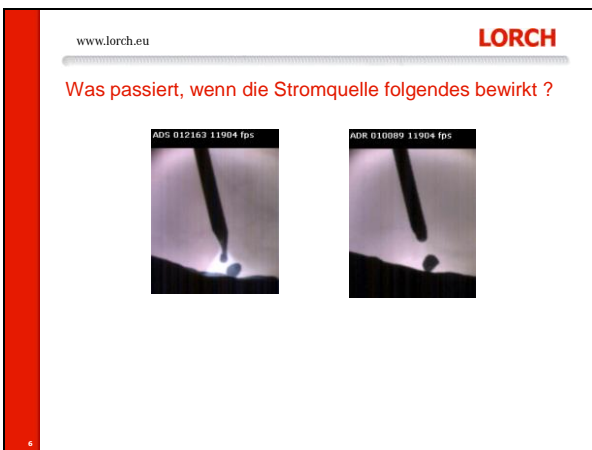 www.lorch.eu
LORCH
Was passiert, wenn die Stromquelle folgendes bewirkt ?
ADS 012163 11904 fps
ADR 010089 11904 fps
6